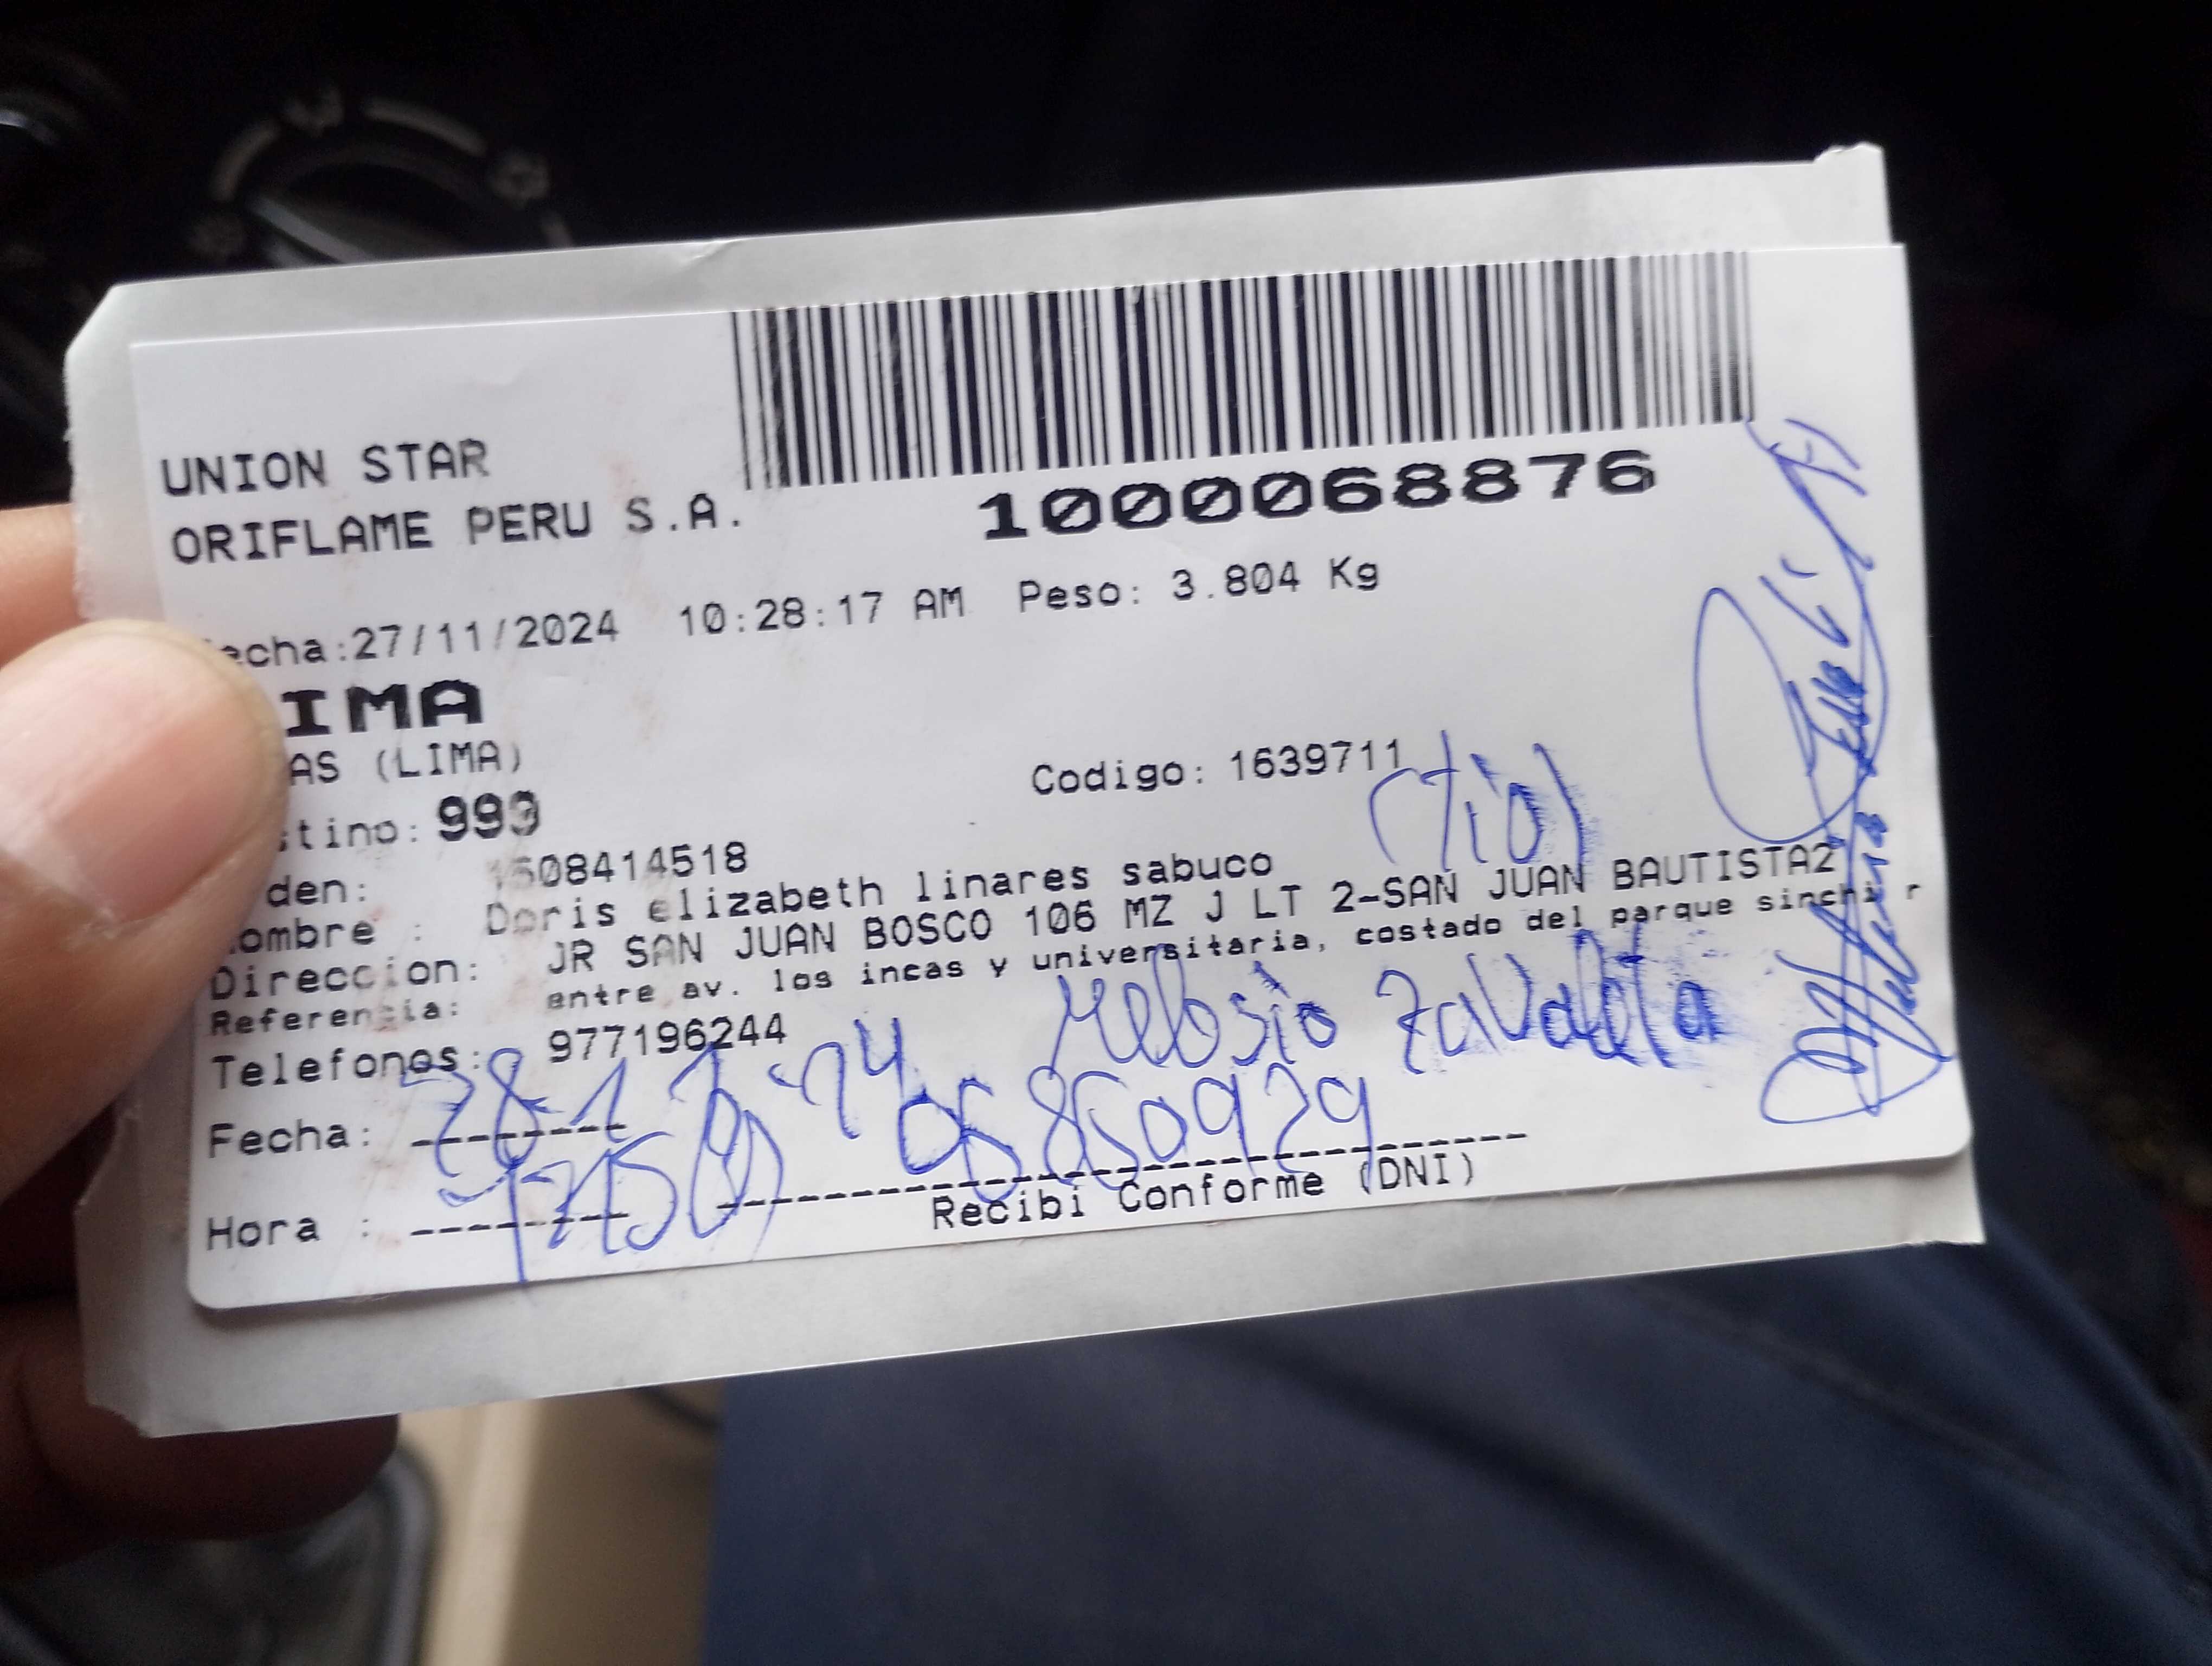 UNION STAR
ORIFLAME PERU S.A.
1000068876
echa:27/11/2024 10:28:17 AM Peso: 3.804 Kg
IMA
AS (LIMA)
Codigo: 1639711
tino: 999
(tio)
den: 1508414518
ombre : Doris elizabeth linares sabuco
Direccion: JR SAN JUAN BOSCO 106 MZ J LT 2-SAN JUAN BAUTISTA2
Referencia: entre av. los incas y universitaria, costado del parque sinchi r
Telefonos: 977196244
Zavaleta
Fecha: 28-11-24
06850929
Hora :
Recibi Conforme (DNI)